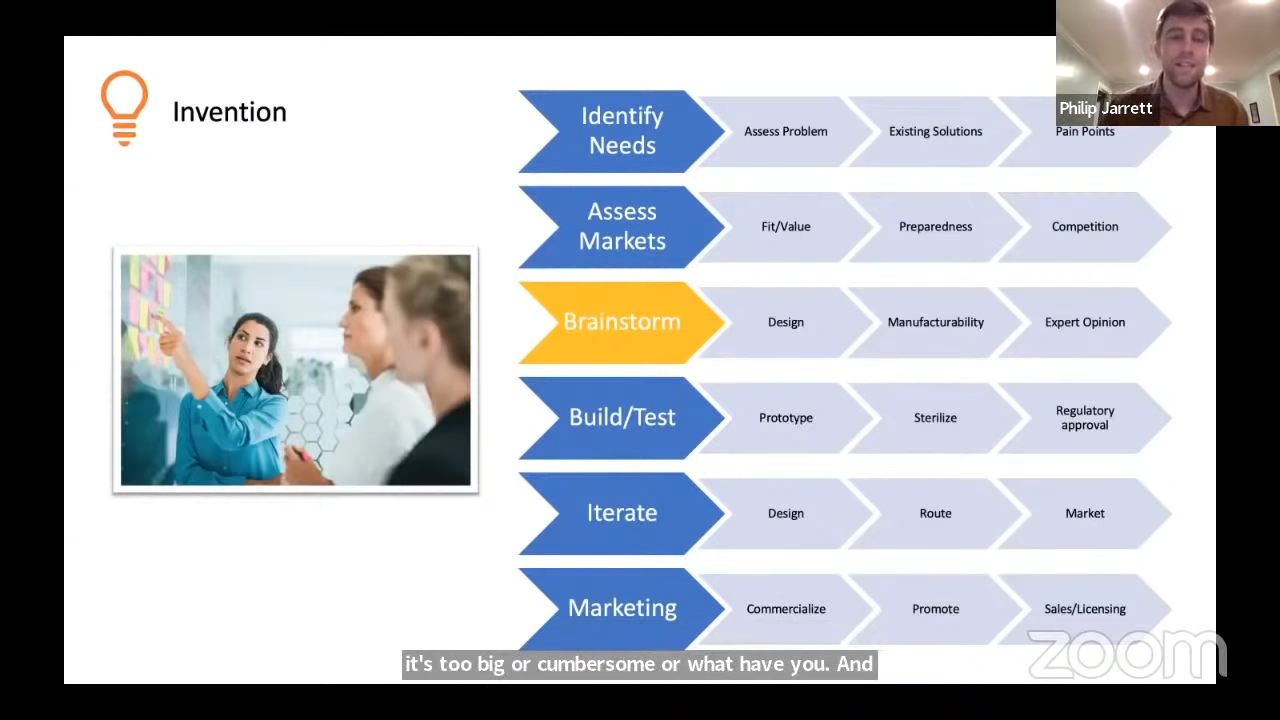 Invention
Identify
Needs
Assess Problem
Existing Solutions
Pain Points
Assess
Markets
Fit/Value
Preparedness
Competition
Brainstorm
Design
Manufacturability
Expert Opinion
Build/Test
Prototype
Sterilize
Regulatory
approval
Iterate
Design
Route
Market
Marketing
Commercialize
Promote
Sales/Licensing
Philip Jarrett
it's too big or cumbersome or what have you. And
zoom